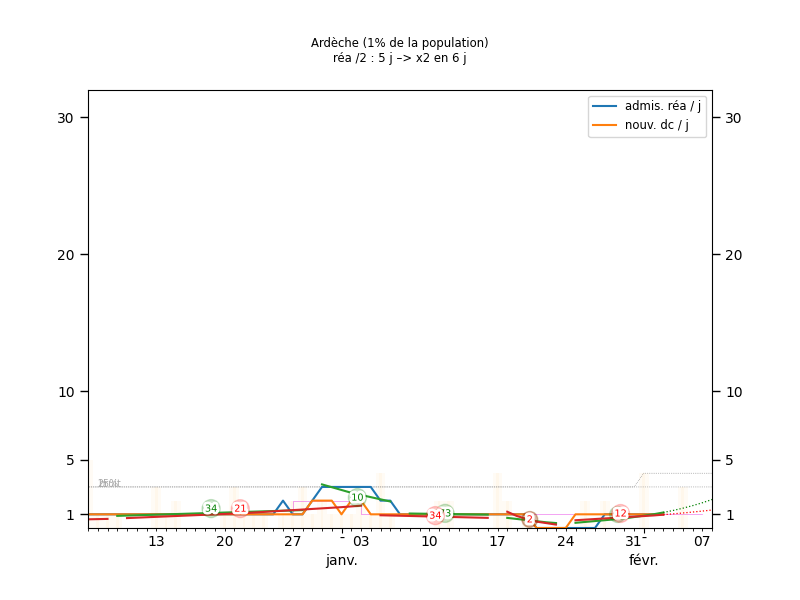 Ardèche (1% de la population)
réa /2 : 5 j –> x2 en 6 j
admis. réa / j
nouv. dc / j
30 30
20 20
10 10
5 5
1 1
34 21 10 34 2 12
13 20 27 - 03 10 17 24 31 - 07
janv. févr.